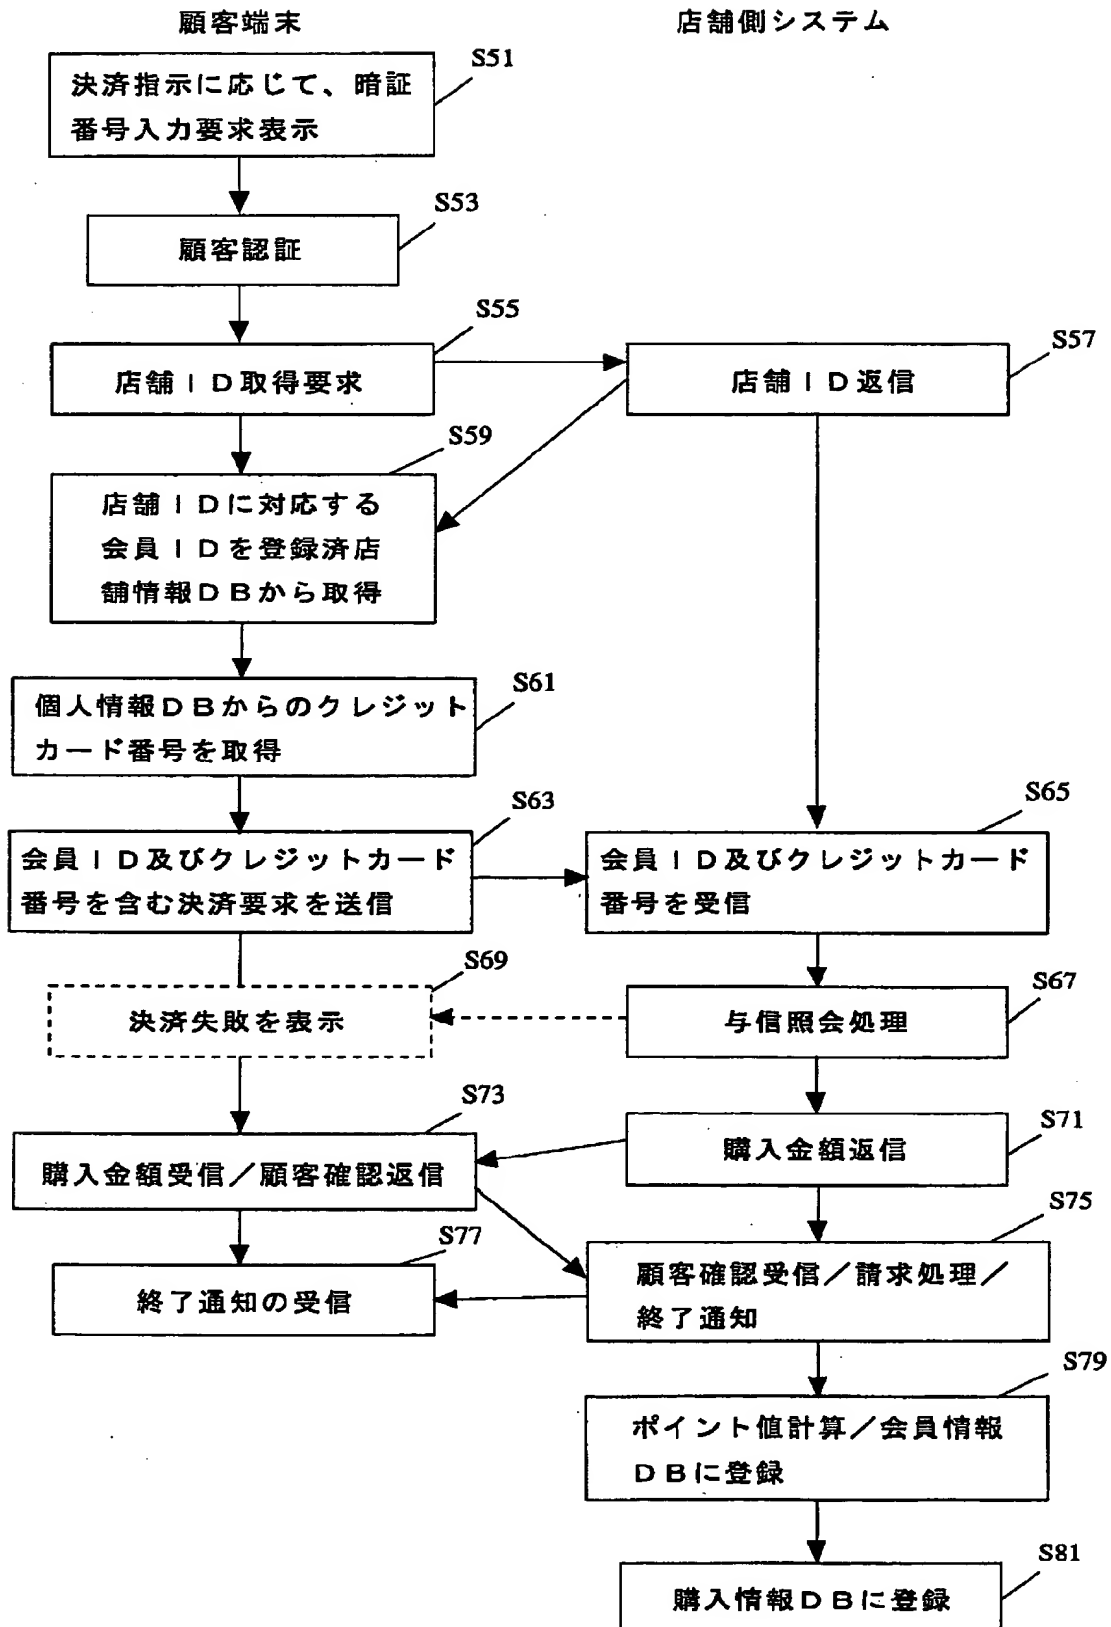 顧客端末
店舗側システム
S51
決済指示に応じて、暗証
番号入力要求表示
S53
顧客認証
S55
店舗ID取得要求
S57
店舗ID返信
S59
店舗IDに対応する
会員IDを登録済店
舗情報DBから取得
S61
個人情報DBからのクレジット
カード番号を取得
S63
会員ID及びクレジットカード
番号を含む決済要求を送信
S65
会員ID及びクレジットカード
番号を受信
S69
決済失敗を表示
S67
与信照会処理
S73
購入金額受信/顧客確認返信
S71
購入金額返信
S77
終了通知の受信
S75
顧客確認受信/請求処理/
終了通知
S79
ポイント値計算/会員情報
DBに登録
S81
購入情報DBに登録